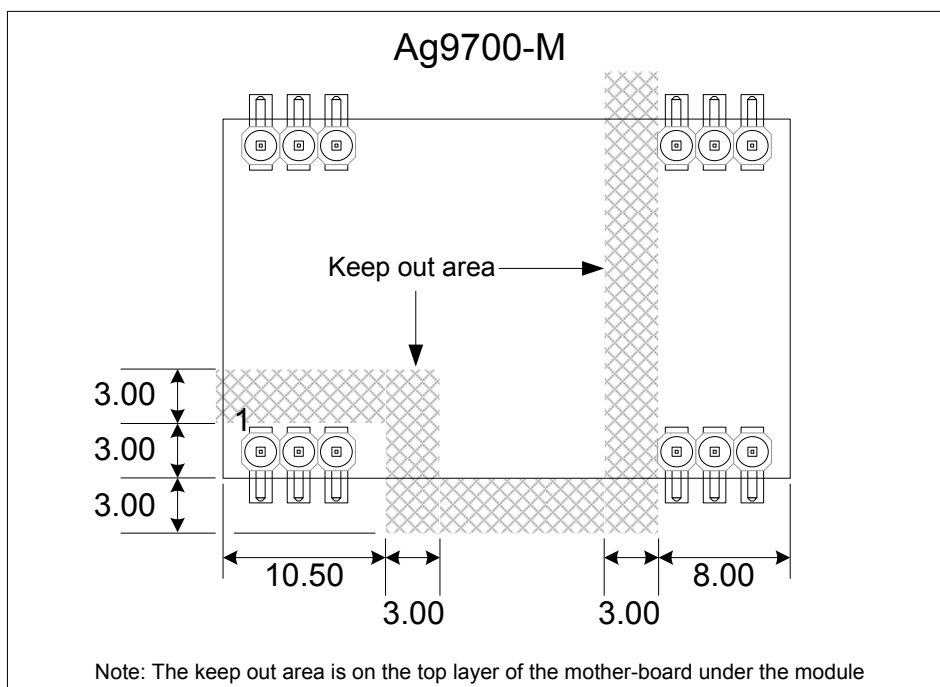 Ag9700-M
Keep out area
3.00
1
3.00
3.00
10.50
8.00
3.00
3.00
Note: The keep out area is on the top layer of the mother-board under the module